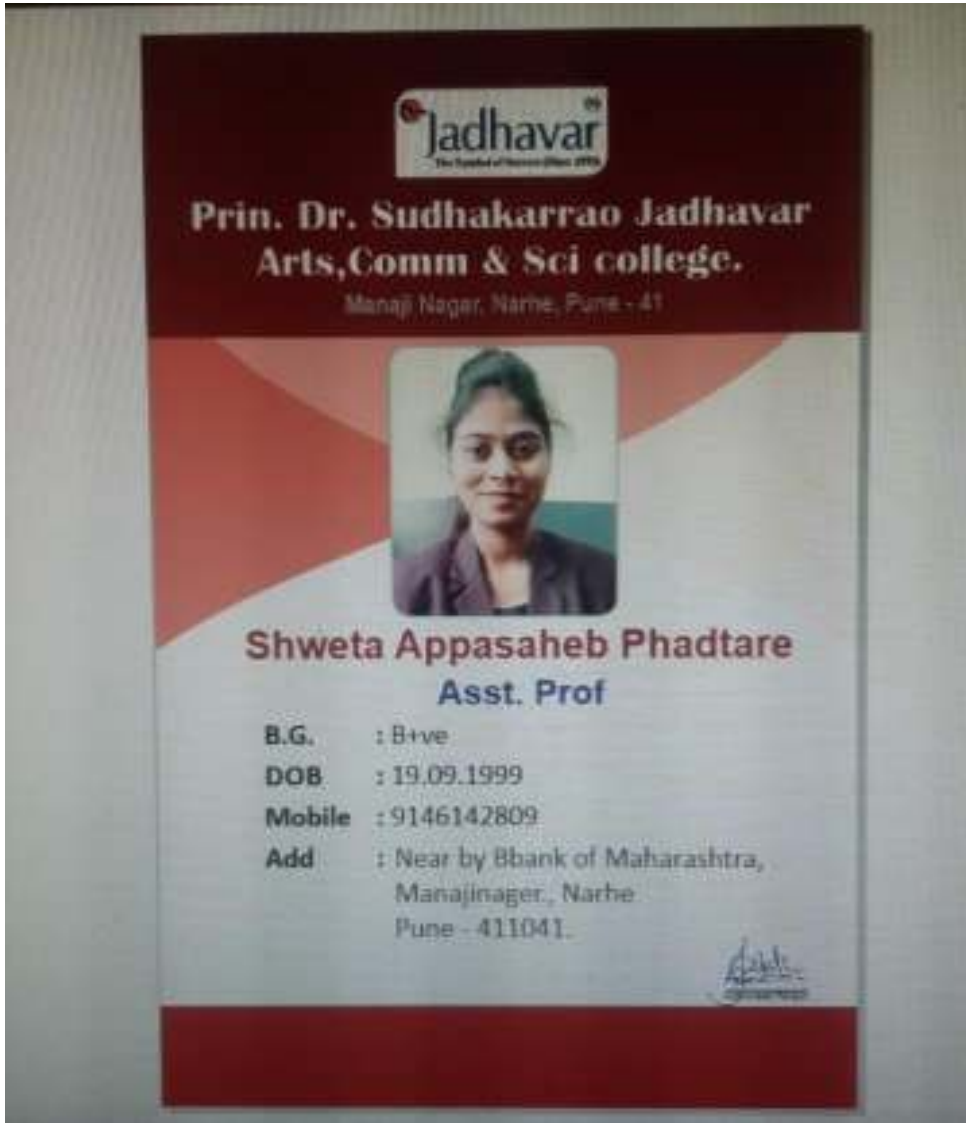 Jadhavar
Prin. Dr. Sudhakarrao Jadhavar
Arts,Comm & Sci college.
Manaji Nagar, Narhe, Pune - 41
Shweta Appasaheb Phadtare
Asst. Prof
B.G. : B+ve
DOB : 19.09.1999
Mobile : 9146142809
Add : Near by Bbank of Maharashtra,
Manajinager., Narhe
Pune - 411041.